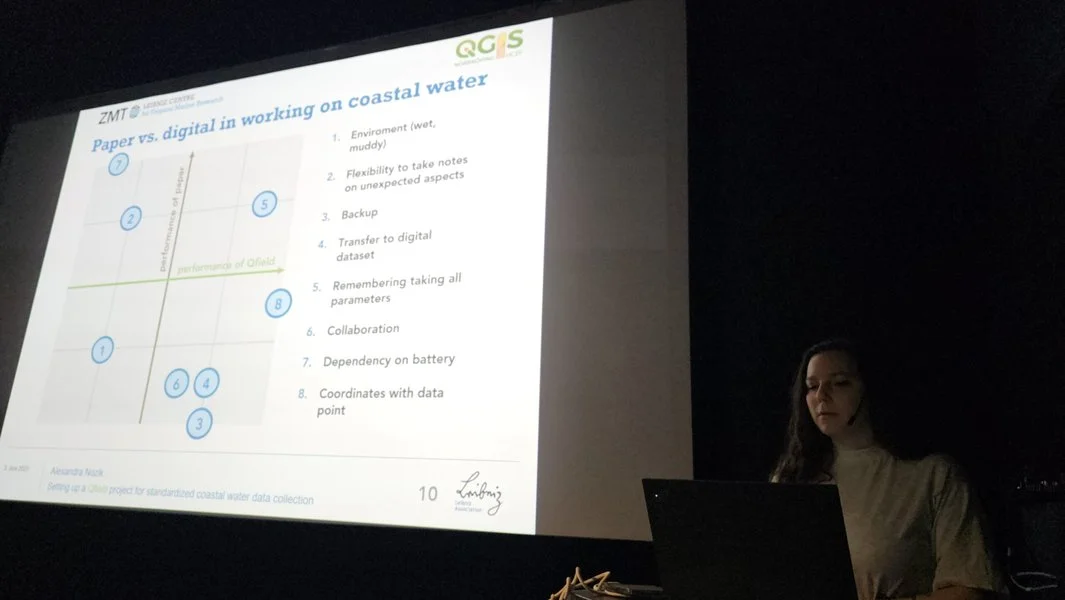 ZMT
LEIBNIZ CENTRE
for Tropical Marine Research
QGIS
Paper vs. digital in working on coastal water
performance of paper
performance of Qfield
7
2
5
8
1
6
4
3
1. Enviroment (wet,
muddy)
2. Flexibility to take notes
on unexpected aspects
3. Backup
4. Transfer to digital
dataset
5. Remembering taking all
parameters
6. Collaboration
7. Dependency on battery
8. Coordinates with data
point
Alexandra Nozik
Setting up a Qfield project for standardized coastal water data collection
10
Leibniz
Leibniz
Association